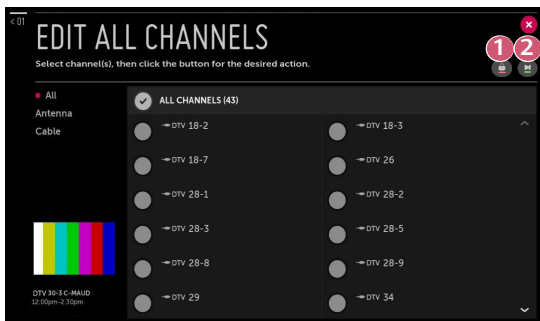 < 01
EDIT ALL CHANNELS
Select channel(s), then click the button for the desired action.
1
2
All
Antenna
Cable
ALL CHANNELS (43)
DTV 18-2
DTV 18-3
DTV 18-7
DTV 26
DTV 28-1
DTV 28-2
DTV 28-3
DTV 28-5
DTV 28-8
DTV 28-9
DTV 29
DTV 34
DTV 30-3 C-MAUD
12:00pm-2:30pm